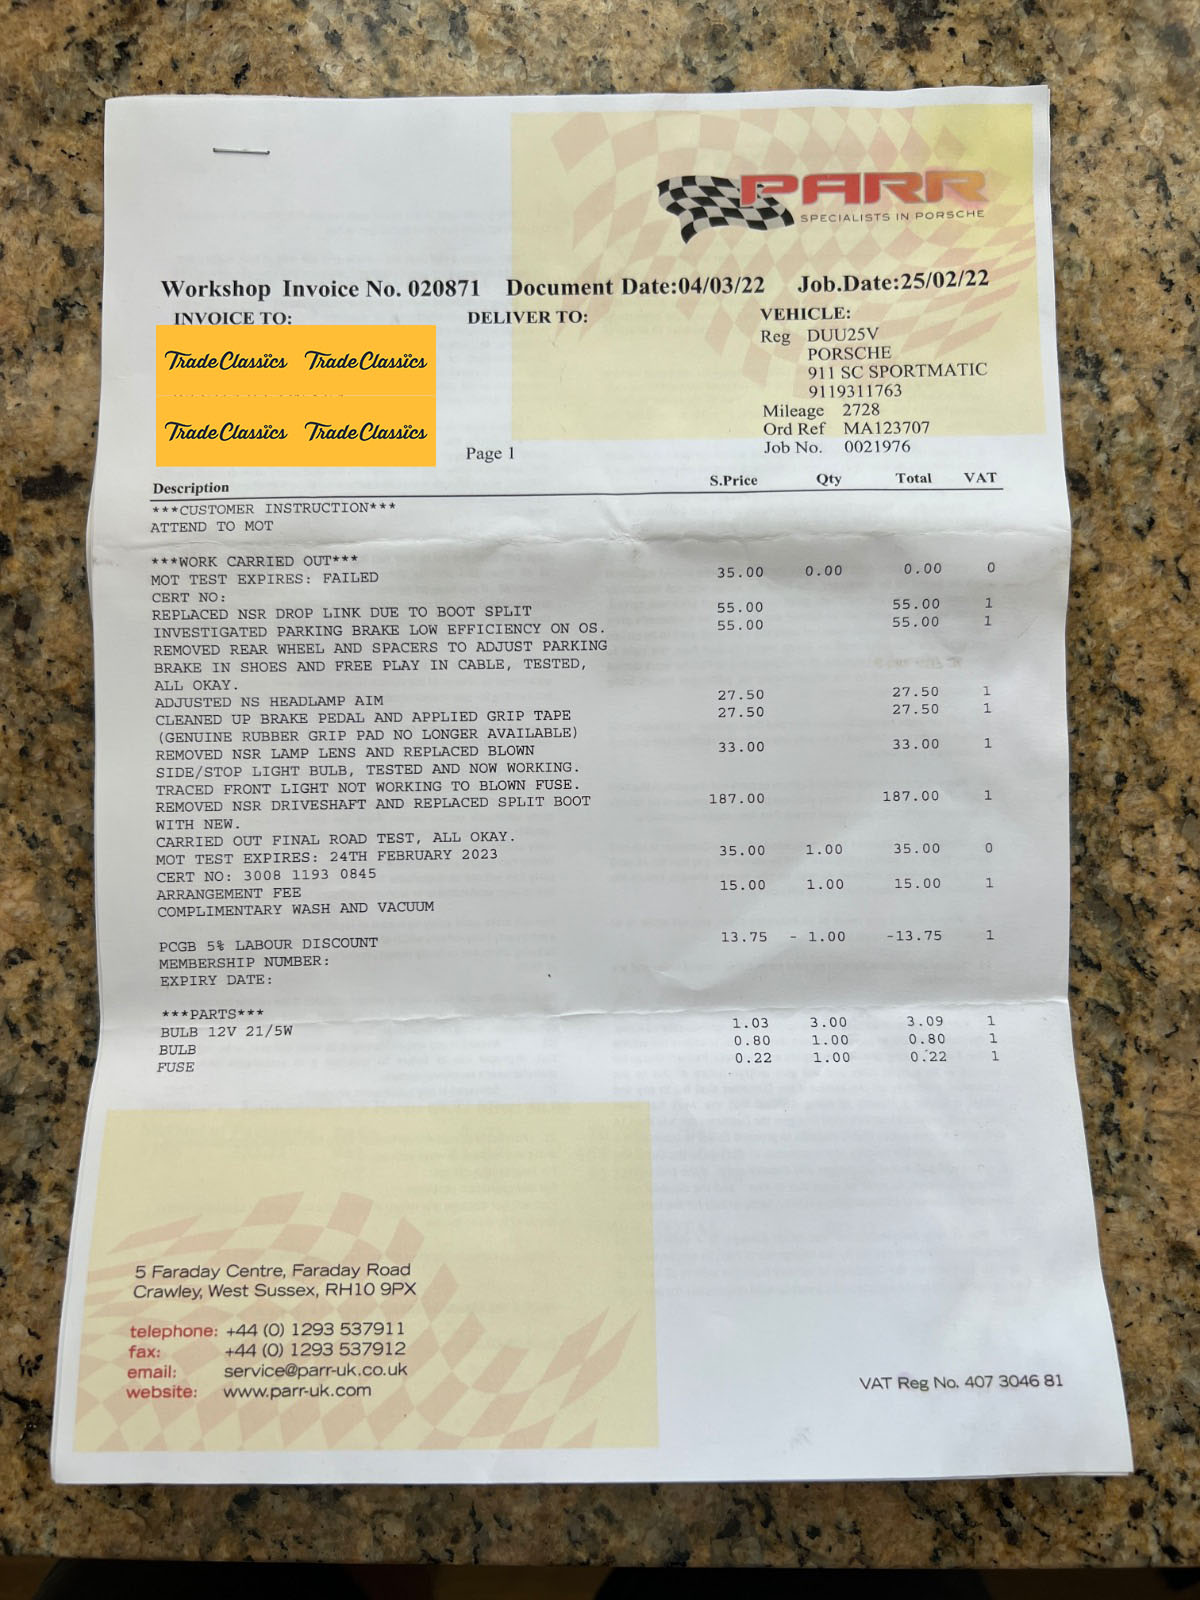 PARR
SPECIALISTS IN PORSCHE
Workshop Invoice No. 020871 Document Date:04/03/22 Job.Date:25/02/22
INVOICE TO: DELIVER TO: VEHICLE:
Trade Classics Trade Classics
Trade Classics Trade Classics
Reg DUU25V
PORSCHE
911 SC SPORTMATIC
9119311763
Mileage 2728
Ord Ref MA123707
Page 1 Job No. 0021976
Description S.Price Qty Total VAT
***CUSTOMER INSTRUCTION***
ATTEND TO MOT
***WORK CARRIED OUT***
MOT TEST EXPIRES: FAILED 35.00 0.00 0.00 0
CERT NO:
REPLACED NSR DROP LINK DUE TO BOOT SPLIT 55.00 55.00 1
INVESTIGATED PARKING BRAKE LOW EFFICIENCY ON OS. 55.00 55.00 1
REMOVED REAR WHEEL AND SPACERS TO ADJUST PARKING
BRAKE IN SHOES AND FREE PLAY IN CABLE, TESTED,
ALL OKAY.
ADJUSTED NS HEADLAMP AIM 27.50 27.50 1
CLEANED UP BRAKE PEDAL AND APPLIED GRIP TAPE 27.50 27.50 1
(GENUINE RUBBER GRIP PAD NO LONGER AVAILABLE)
REMOVED NSR LAMP LENS AND REPLACED BLOWN 33.00 33.00 1
SIDE/STOP LIGHT BULB, TESTED AND NOW WORKING.
TRACED FRONT LIGHT NOT WORKING TO BLOWN FUSE.
REMOVED NSR DRIVESHAFT AND REPLACED SPLIT BOOT 187.00 187.00 1
WITH NEW.
CARRIED OUT FINAL ROAD TEST, ALL OKAY.
MOT TEST EXPIRES: 24TH FEBRUARY 2023 35.00 1.00 35.00 0
CERT NO: 3008 1193 0845
ARRANGEMENT FEE 15.00 1.00 15.00 1
COMPLIMENTARY WASH AND VACUUM
PCGB 5% LABOUR DISCOUNT 13.75 - 1.00 -13.75 1
MEMBERSHIP NUMBER:
EXPIRY DATE:
***PARTS***
BULB 12V 21/5W 1.03 3.00 3.09 1
BULB 0.80 1.00 0.80 1
FUSE 0.22 1.00 0.22 1
5 Faraday Centre, Faraday Road
Crawley, West Sussex, RH10 9PX
telephone: +44 (0) 1293 537911
fax: +44 (0) 1293 537912
email: service@parr-uk.co.uk
website: www.parr-uk.com
VAT Reg No. 407 3046 81